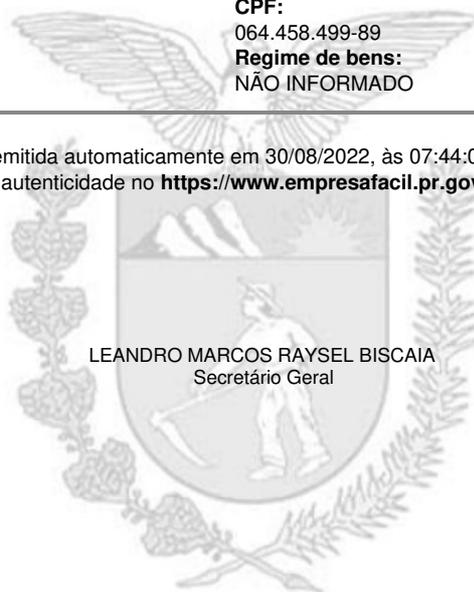 CPF:
064.458.499-89
Regime de bens:
NÃO INFORMADO
emitida automaticamente em 30/08/2022, às 07:44:0
autenticidade no https://www.empresafacil.pr.gov
LEANDRO MARCOS RAYSEL BISCAIA
Secretário Geral